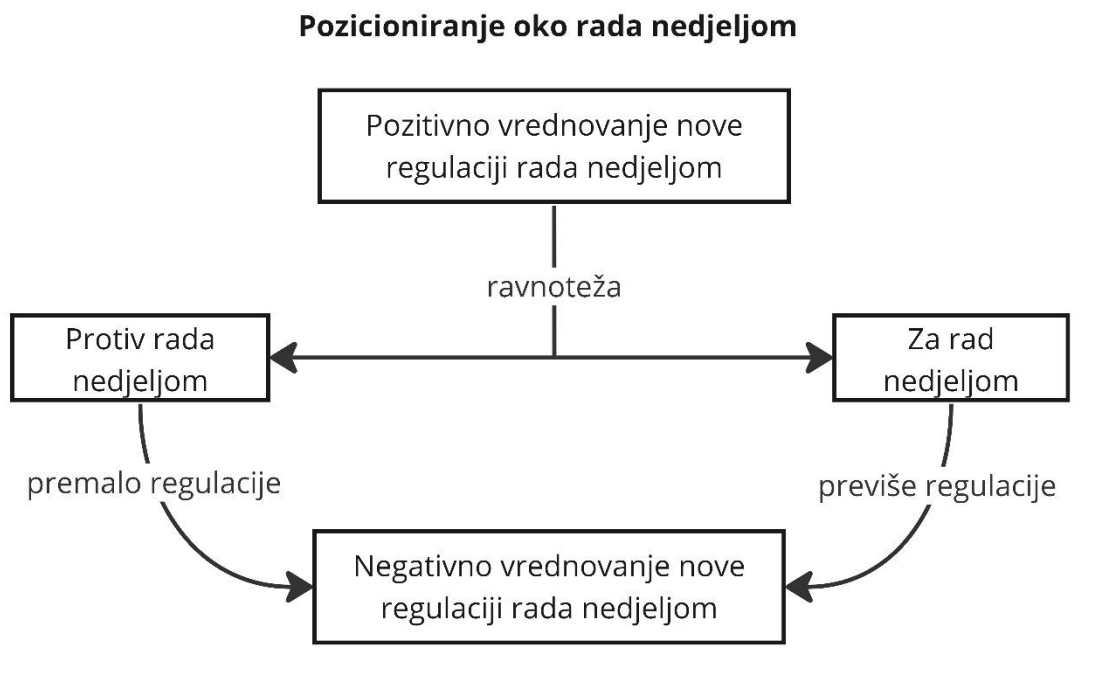 Pozicioniranje oko rada nedjeljom
Pozitivno vrednovanje nove
regulaciji rada nedjeljom
ravnoteža
Protiv rada
nedjeljom
Za rad
nedjeljom
premalo regulacije
previše regulacije
Negativno vrednovanje nove
regulaciji rada nedjeljom